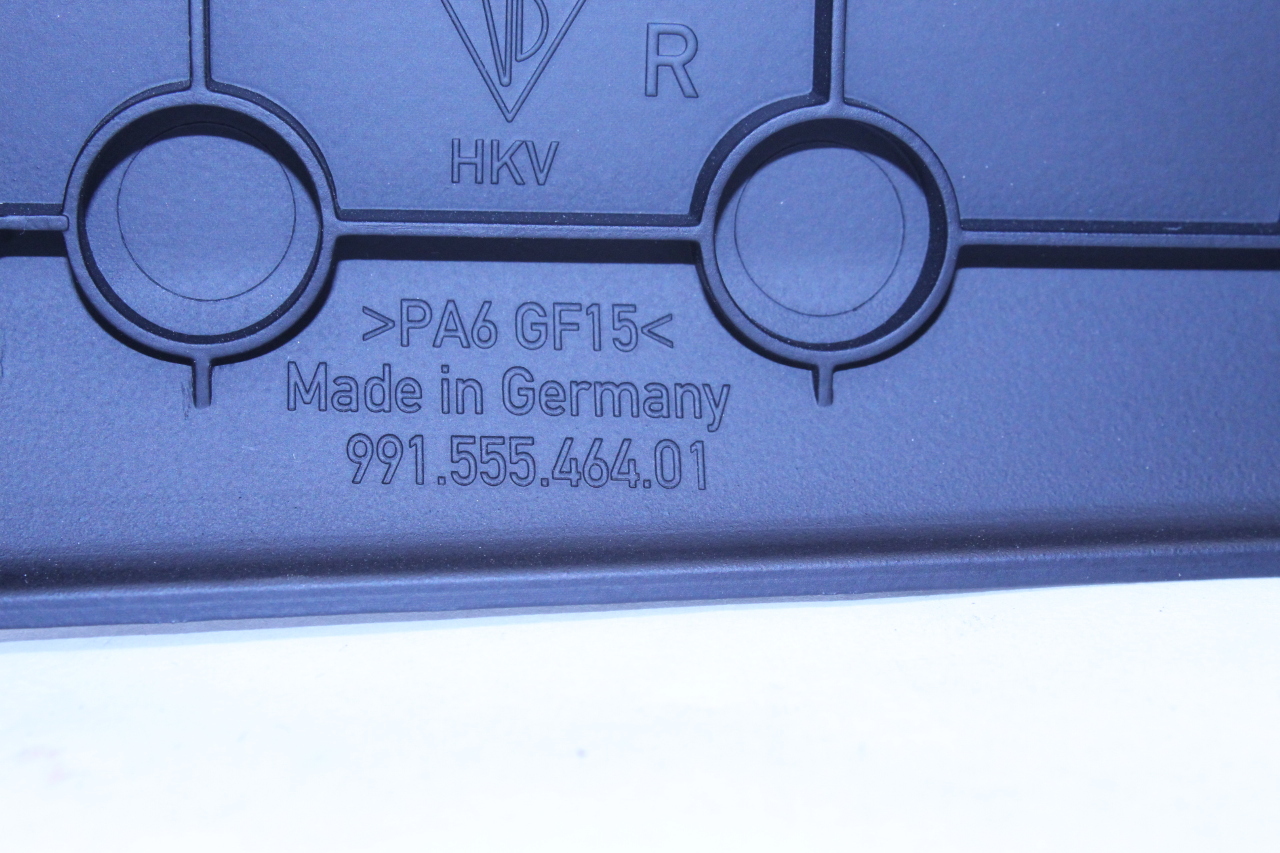 R
HKV
>PA6 GF15<
Made in Germany
991.555.464.01